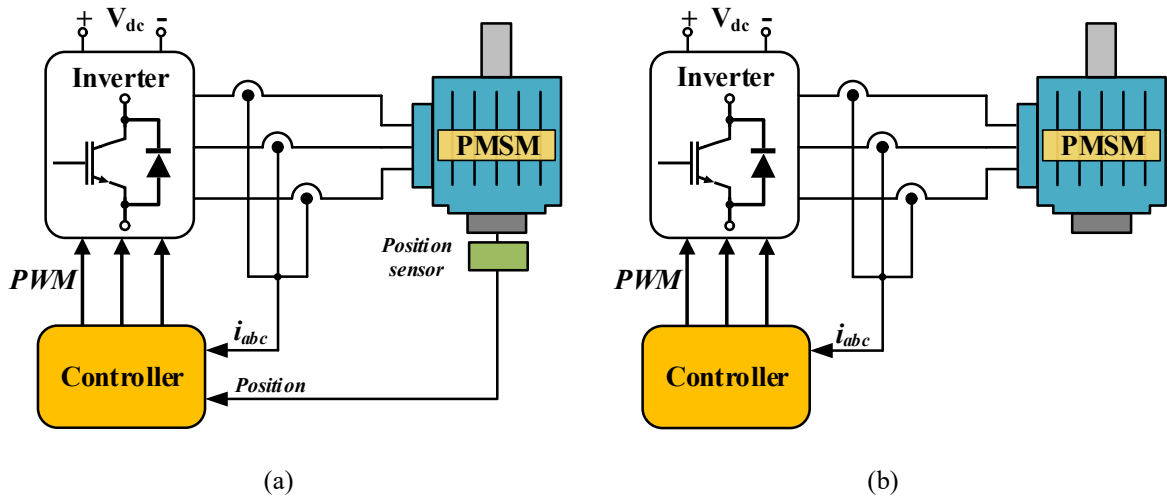 + Vdc -
Inverter
PMSM
Position
sensor
PWM
iabc
Controller
Position
(a)
+ Vdc -
Inverter
PMSM
PWM
iabc
Controller
(b)